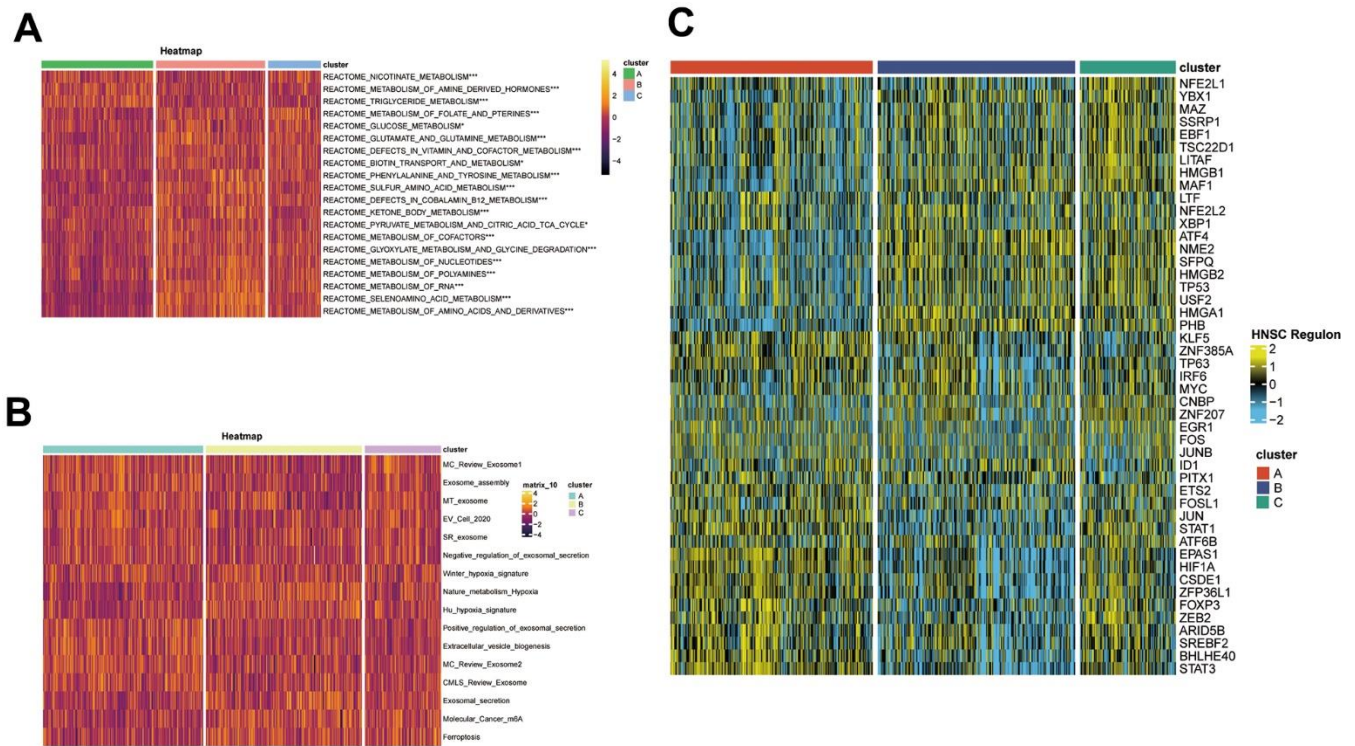 A
Heatmap
cluster
REACTOME_NICOTINATE_METABOLISM***
REACTOME_METABOLISM_OF_AMINE_DERIVED_HORMONES***
REACTOME_TRIGLYCERIDE_METABOLISM***
REACTOME_METABOLISM_OF_FOLATE_AND_PTERINES***
REACTOME_GLUCOSE_METABOLISM*
REACTOME_GLUTAMATE_AND_GLUTAMINE_METABOLISM***
REACTOME_DEFECTS_IN_VITAMIN_AND_COFACTOR_METABOLISM***
REACTOME_BIOTIN_TRANSPORT_AND_METABOLISM*
REACTOME_PHENYLALANINE_AND_TYROSINE_METABOLISM***
REACTOME_SULFUR_AMINO_ACID_METABOLISM***
REACTOME_DEFECTS_IN_COBALAMIN_B12_METABOLISM***
REACTOME_KETONE_BODY_METABOLISM***
REACTOME_PYRUVATE_METABOLISM_AND_CITRIC_ACID_TCA_CYCLE*
REACTOME_METABOLISM_OF_COFACTORS***
REACTOME_GLYOXYLATE_METABOLISM_AND_GLYCINE_DEGRADATION***
REACTOME_METABOLISM_OF_NUCLEOTIDES***
REACTOME_METABOLISM_OF_POLYAMINES***
REACTOME_METABOLISM_OF_RNA***
REACTOME_SELENOAMINO_ACID_METABOLISM***
REACTOME_METABOLISM_OF_AMINO_ACIDS_AND_DERIVATIVES***
4
2
0
−2
−4
cluster
A
B
C
B
Heatmap
cluster
MC_Review_Exosome1
Exosome_assembly
MT_exosome
EV_Cell_2020
SR_exosome
Negative_regulation_of_exosomal_secretion
Winter_hypoxia_signature
Nature_metabolism_Hypoxia
Hu_hypoxia_signature
Positive_regulation_of_exosomal_secretion
Extracellular_vesicle_biogenesis
MC_Review_Exosome2
CMLS_Review_Exosome
Exosomal_secretion
Molecular_Cancer_m6A
Ferroptosis
matrix_10
4
2
0
−2
−4
cluster
A
B
C
C
cluster
NFE2L1
YBX1
MAZ
SSRP1
EBF1
TSC22D1
LITAF
HMGB1
MAF1
LTF
NFE2L2
XBP1
ATF4
NME2
SFPQ
HMGB2
TP53
USF2
HMGA1
PHB
KLF5
ZNF385A
TP63
IRF6
MYC
CNBP
ZNF207
EGR1
FOS
JUNB
ID1
PITX1
ETS2
FOSL1
JUN
STAT1
ATF6B
EPAS1
HIF1A
CSDE1
ZFP36L1
FOXP3
ZEB2
ARID5B
SREBF2
BHLHE40
STAT3
HNSC Regulon
2
1
0
−1
−2
cluster
A
B
C